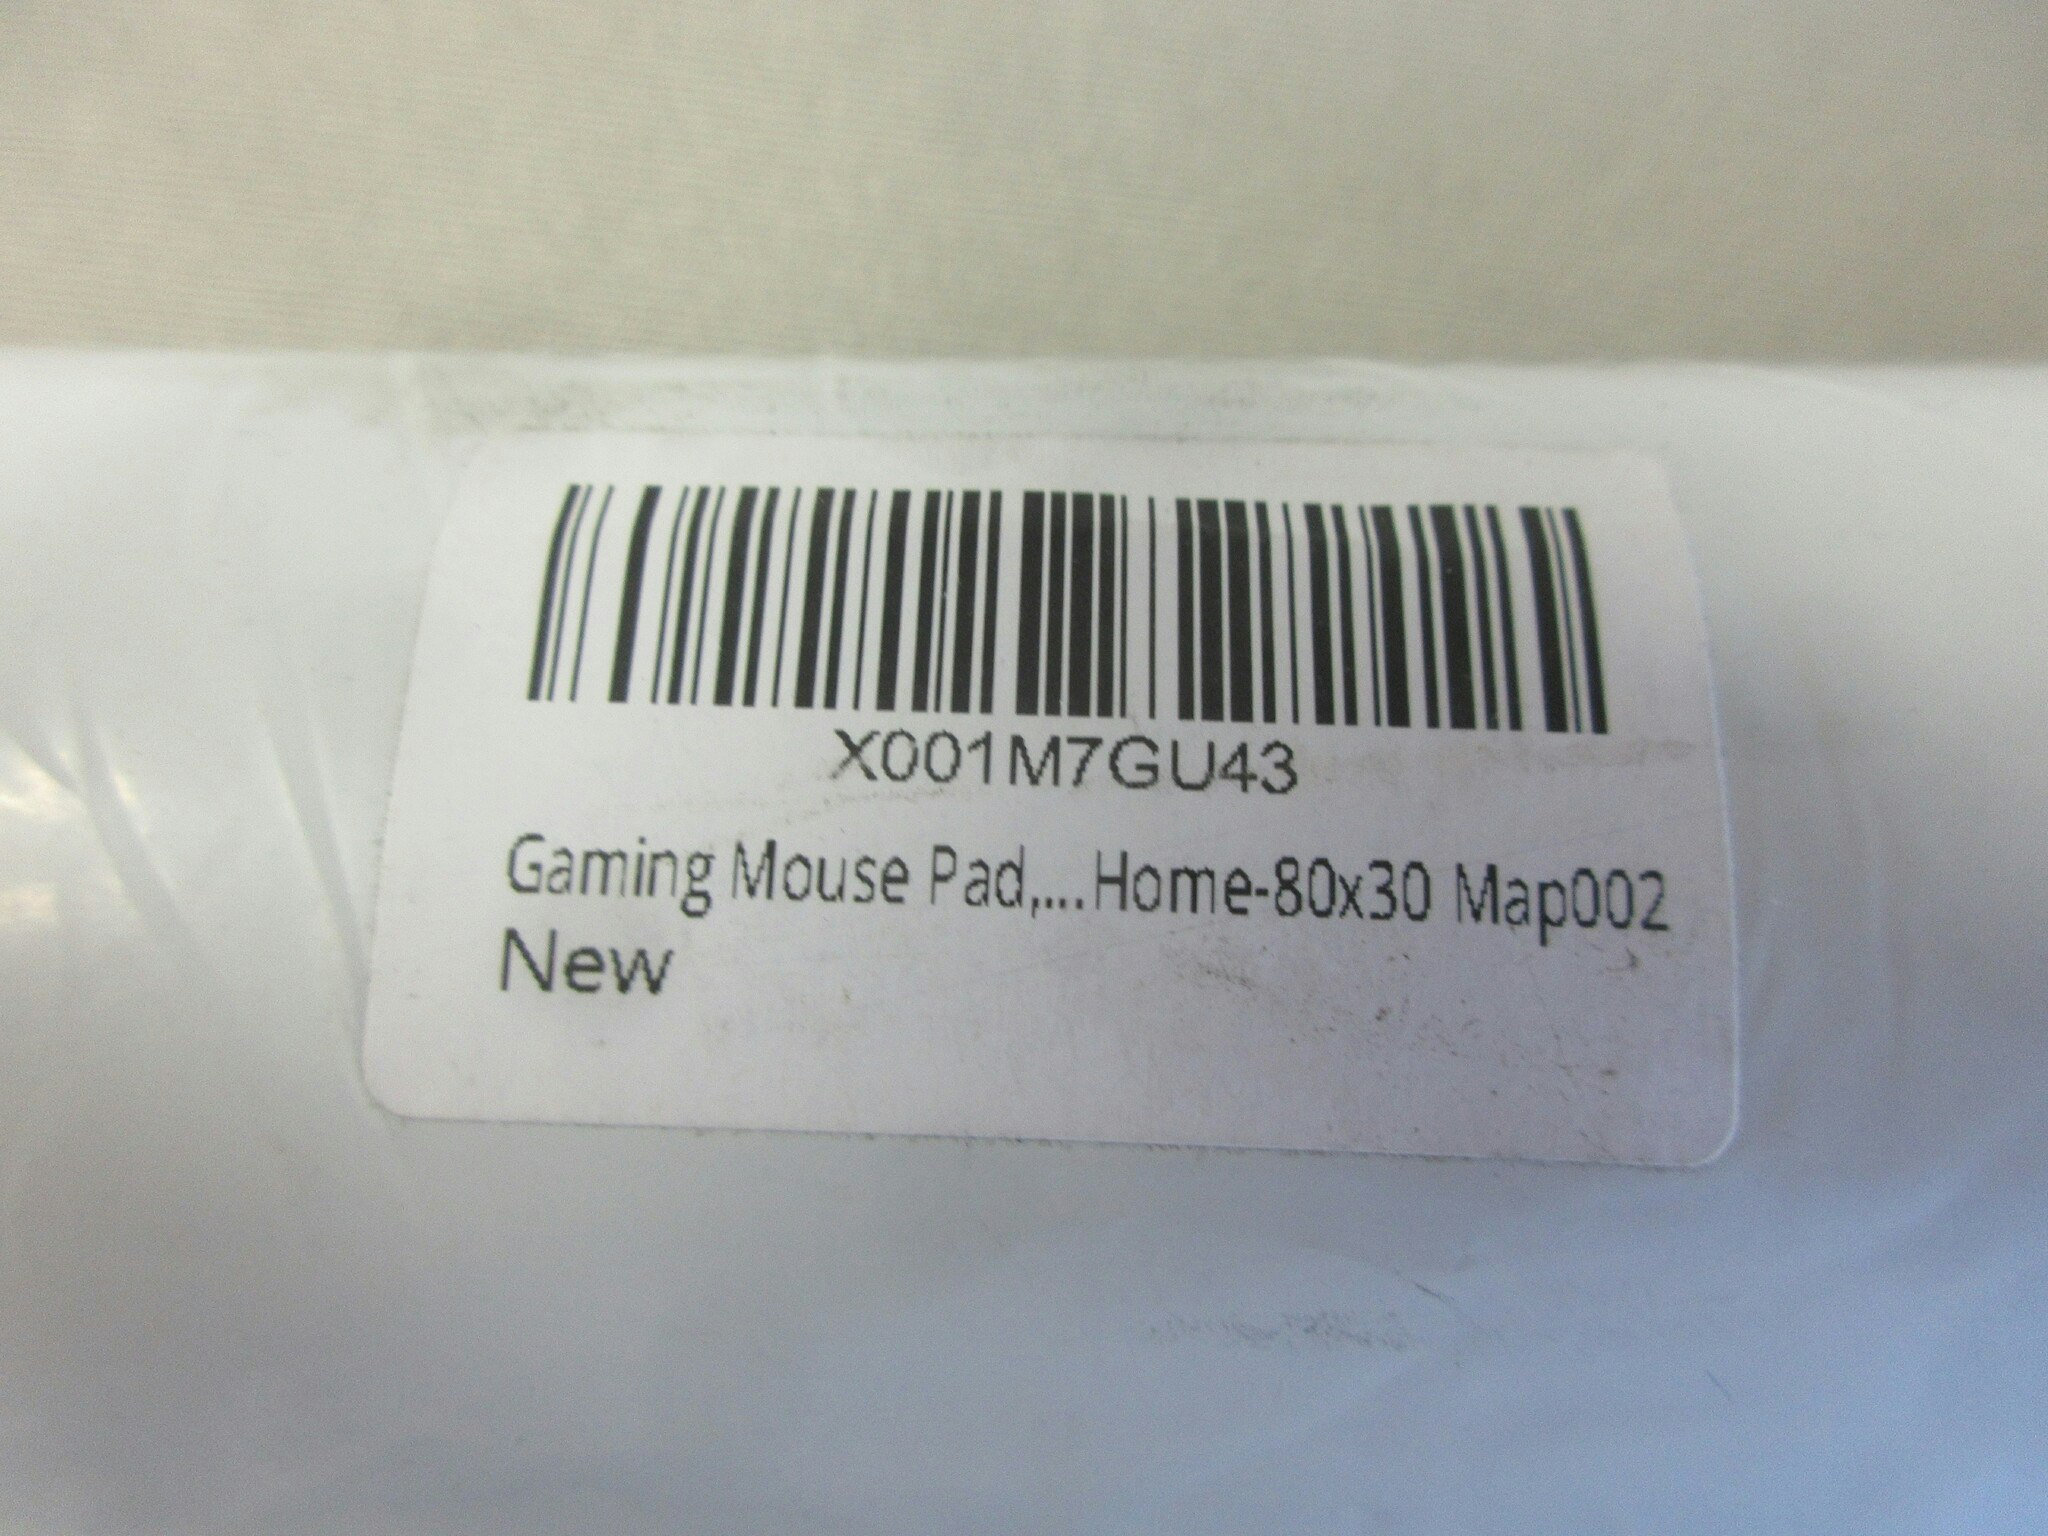 X001M7GU43
Gaming Mouse Pad,...Home-80x30 Map002
New